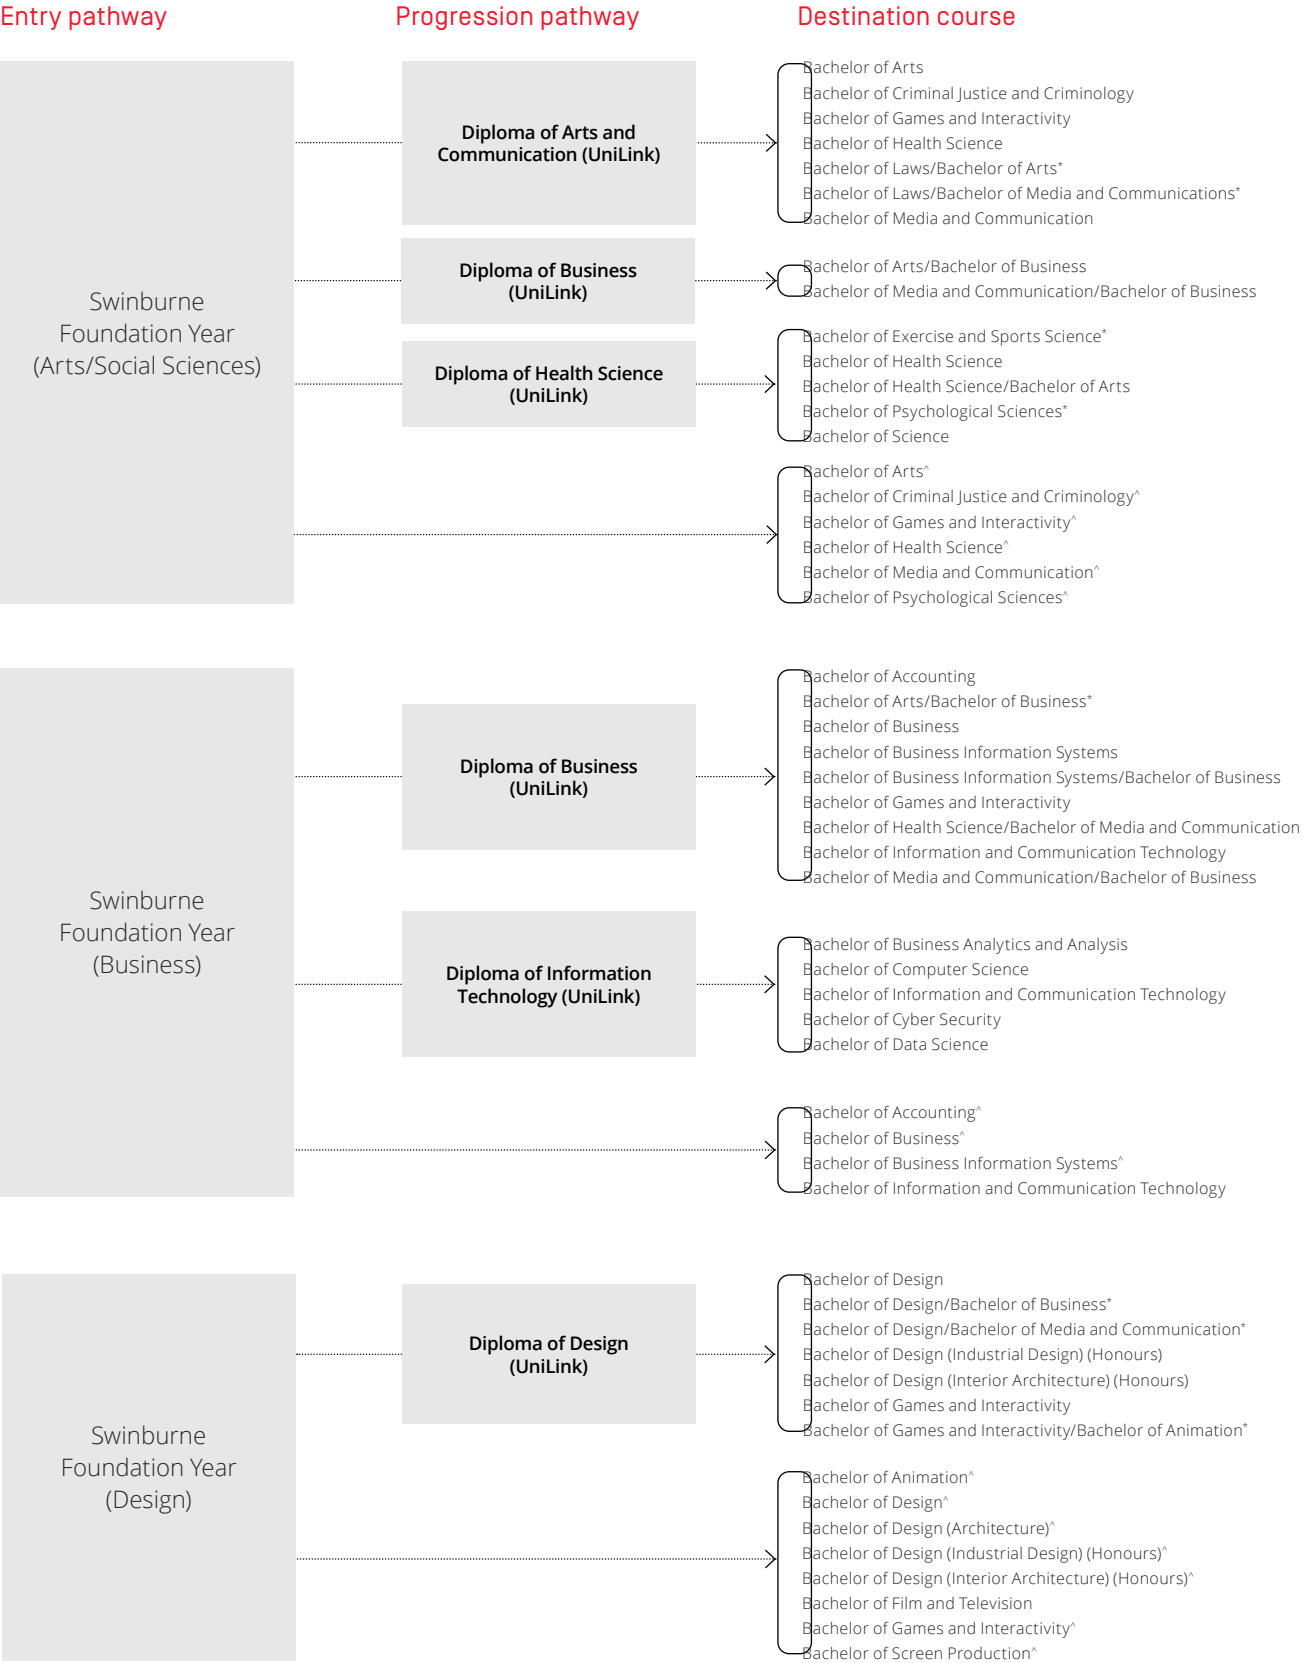 Entry pathway
Progression pathway
Destination course
Swinburne
Foundation Year
(Arts/Social Sciences)
Diploma of Arts and
Communication (UniLink)
Bachelor of Arts
Bachelor of Criminal Justice and Criminology
Bachelor of Games and Interactivity
Bachelor of Health Science
Bachelor of Laws/Bachelor of Arts*
Bachelor of Laws/Bachelor of Media and Communications*
Bachelor of Media and Communication
Diploma of Business
(UniLink)
Bachelor of Arts/Bachelor of Business
Bachelor of Media and Communication/Bachelor of Business
Diploma of Health Science
(UniLink)
Bachelor of Exercise and Sports Science*
Bachelor of Health Science
Bachelor of Health Science/Bachelor of Arts
Bachelor of Psychological Sciences*
Bachelor of Science
Bachelor of Arts^
Bachelor of Criminal Justice and Criminology^
Bachelor of Games and Interactivity^
Bachelor of Health Science^
Bachelor of Media and Communication^
Bachelor of Psychological Sciences^
Swinburne
Foundation Year
(Business)
Diploma of Business
(UniLink)
Bachelor of Accounting
Bachelor of Arts/Bachelor of Business*
Bachelor of Business
Bachelor of Business Information Systems
Bachelor of Business Information Systems/Bachelor of Business
Bachelor of Games and Interactivity
Bachelor of Health Science/Bachelor of Media and Communication
Bachelor of Information and Communication Technology
Bachelor of Media and Communication/Bachelor of Business
Diploma of Information
Technology (UniLink)
Bachelor of Business Analytics and Analysis
Bachelor of Computer Science
Bachelor of Information and Communication Technology
Bachelor of Cyber Security
Bachelor of Data Science
Bachelor of Accounting^
Bachelor of Business^
Bachelor of Business Information Systems^
Bachelor of Information and Communication Technology
Swinburne
Foundation Year
(Design)
Diploma of Design
(UniLink)
Bachelor of Design
Bachelor of Design/Bachelor of Business*
Bachelor of Design/Bachelor of Media and Communication*
Bachelor of Design (Industrial Design) (Honours)
Bachelor of Design (Interior Architecture) (Honours)
Bachelor of Games and Interactivity
Bachelor of Games and Interactivity/Bachelor of Animation*
Bachelor of Animation^
Bachelor of Design^
Bachelor of Design (Architecture)^
Bachelor of Design (Industrial Design) (Honours)^
Bachelor of Design (Interior Architecture) (Honours)^
Bachelor of Film and Television
Bachelor of Games and Interactivity^
Bachelor of Screen Production^